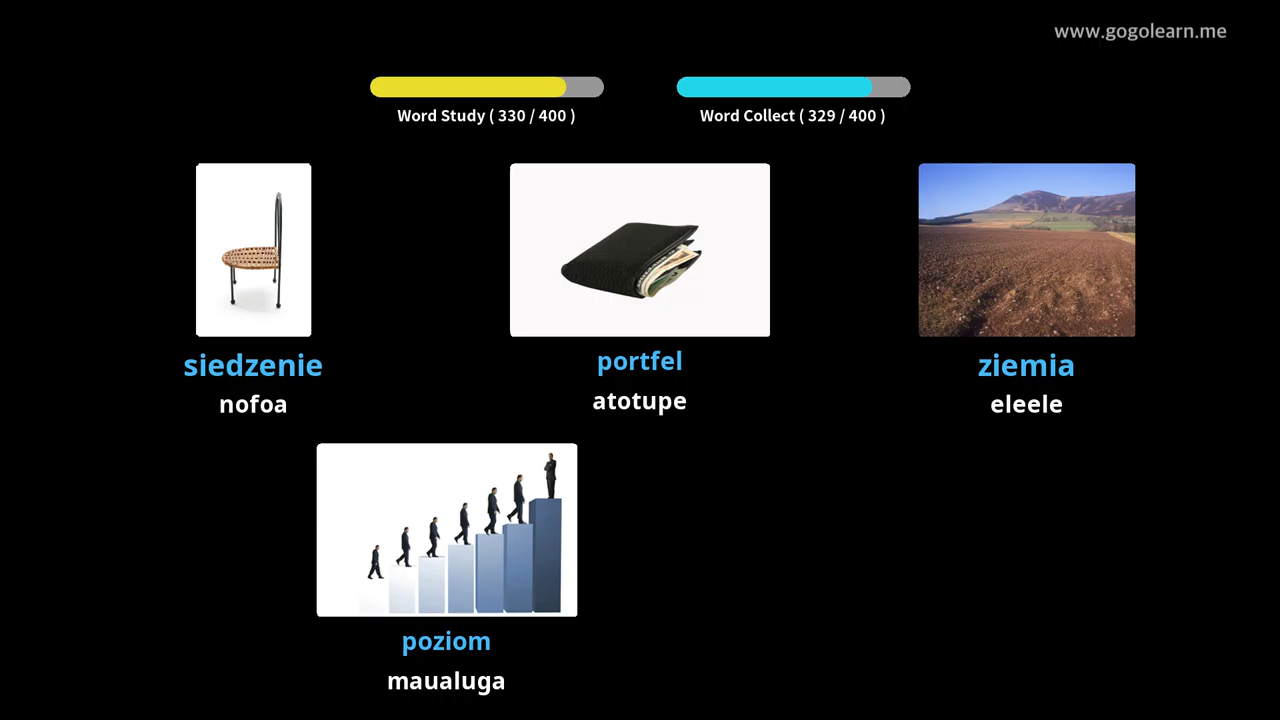 www.gogolearn.me
Word Study ( 330 / 400 )
Word Collect ( 329 / 400 )
siedzenie
nofoa
portfel
atotupe
ziemia
eleele
poziom
maualuga